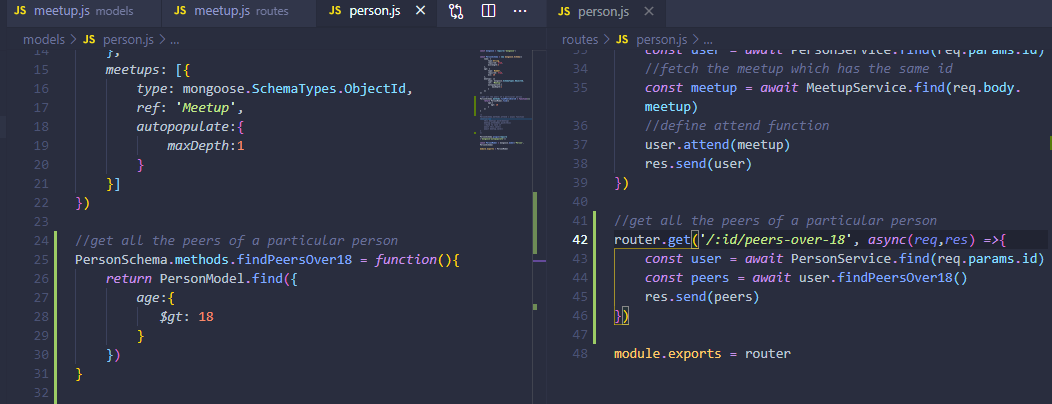 JS meetup.js models JS meetup.js routes JS person.js
models > JS person.js > ...
14 },
15 meetups: [{
16 type: mongoose.SchemaTypes.ObjectId,
17 ref: 'Meetup',
18 autopopulate:{
19 maxDepth:1
20 }
21 }]
22 })
23
24 //get all the peers of a particular person
25 PersonSchema.methods.findPeersOver18 = function(){
26 return PersonModel.find({
27 age:{
28 $gt: 18
29 }
30 })
31 }
32
JS person.js
routes > JS person.js > ...
33 const user = await PersonService.find(req.params.id)
34 //fetch the meetup which has the same id
35 const meetup = await MeetupService.find(req.body.
meetup)
36 //define attend function
37 user.attend(meetup)
38 res.send(user)
39 })
40
41 //get all the peers of a particular person
42 router.get('/:id/peers-over-18', async(req,res) =>{
43 const user = await PersonService.find(req.params.id)
44 const peers = await user.findPeersOver18()
45 res.send(peers)
46 })
47
48 module.exports = router